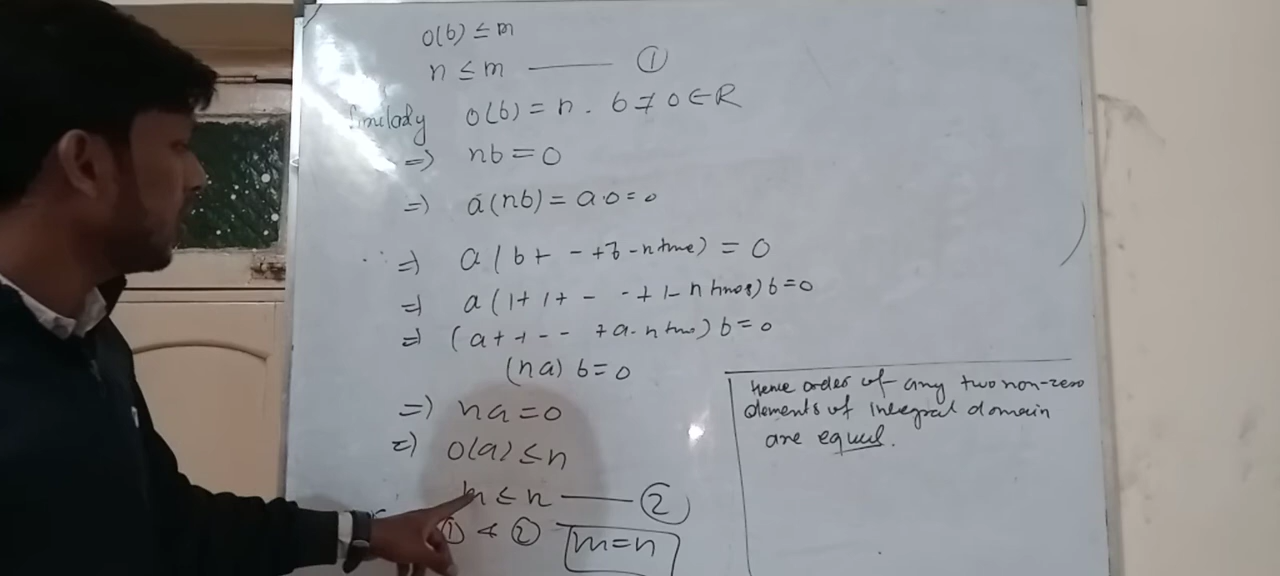 o(b) ≤ m
n ≤ m —— ①
Similady o(b) = n . b ≠ 0 ∈ R
=> nb = 0
=> a(nb) = a.0 = 0
=> a(b+ - +b - n time) = 0
=> a(1+1+ - - +1 - n times) b = 0
=> (a+ + - - +a - n time) b = 0
(na) b = 0
=> na = 0
=> o(a) ≤ n
m ≤ n —— ②
① & ② m = n
Hence order of any two non-zero
elements of integral domain
are equal.